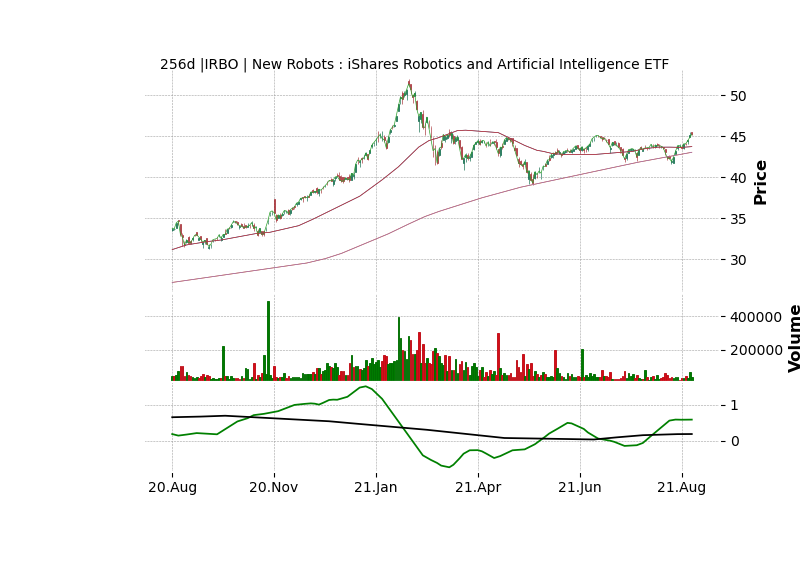 256d |IRBO | New Robots : iShares Robotics and Artificial Intelligence ETF
50
45
40
35
30
Price
400000
200000
Volume
1
0
20.Aug 20.Nov 21.Jan 21.Apr 21.Jun 21.Aug